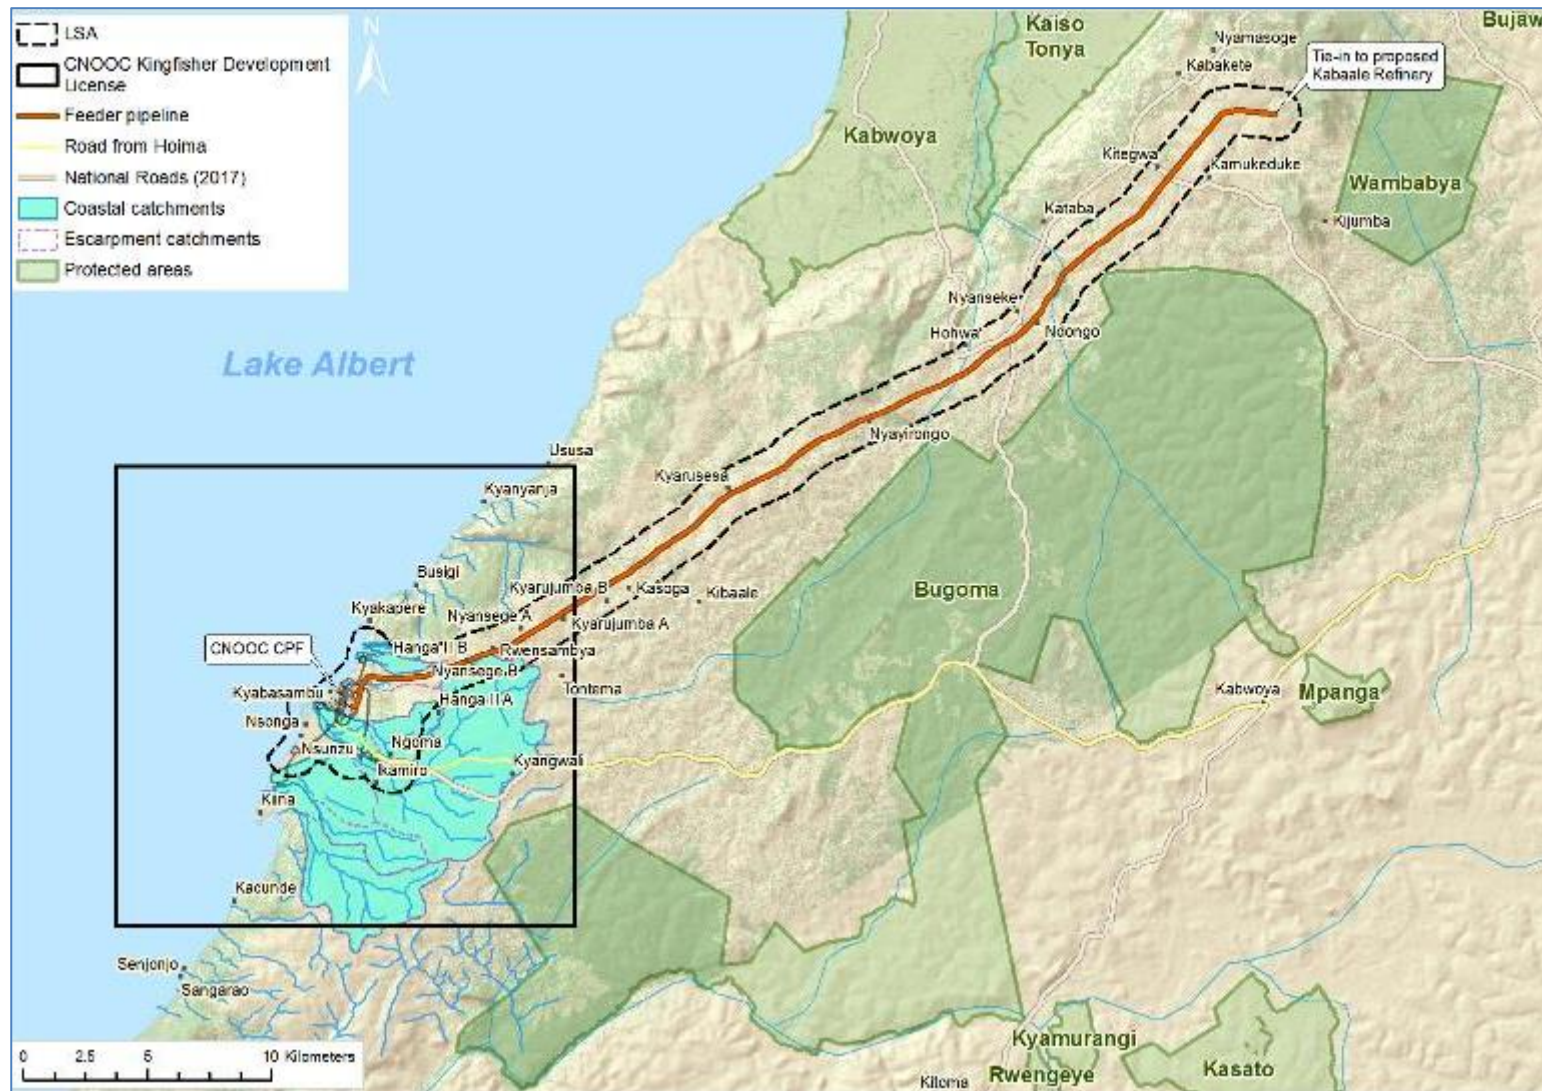 LSA
CNOOC Kingfisher Development
License
Feeder pipeline
Road from Hoima
National Roads (2017)
Coastal catchments
Escarpment catchments
Protected areas
N
Kaiso
Tonya
Bujaw
Nyamasoge
Kabakete
Tie-in to proposed
Kabaale Refinery
Kabwoya
Kitegwa
Kamukeduke
Wambabya
Kataba
Kijumba
Nyanseke
Hohwa
Ndongo
Lake Albert
Nyayirongo
Ususa
Kyarusesa
Kyanyanja
Busigi
Kyarujumba B
Kasoga
Kibaale
Bugoma
Kyakapere
Nyansege A
Kyarujumba A
CNOOC CPF
Hanga II B
Rwensambya
Nyansege B
Tontema
Kyabasambu
Hanga II A
Kabwoya
Mpanga
Nsonga
Ngoma
Nsunzu
Ikamiro
Kyangwali
Kiina
Kacunde
Senjonjo
Sangarao
Kyamurangi
Kasato
Rwengeye
Kitoma
0 2.5 5 10 Kilometers